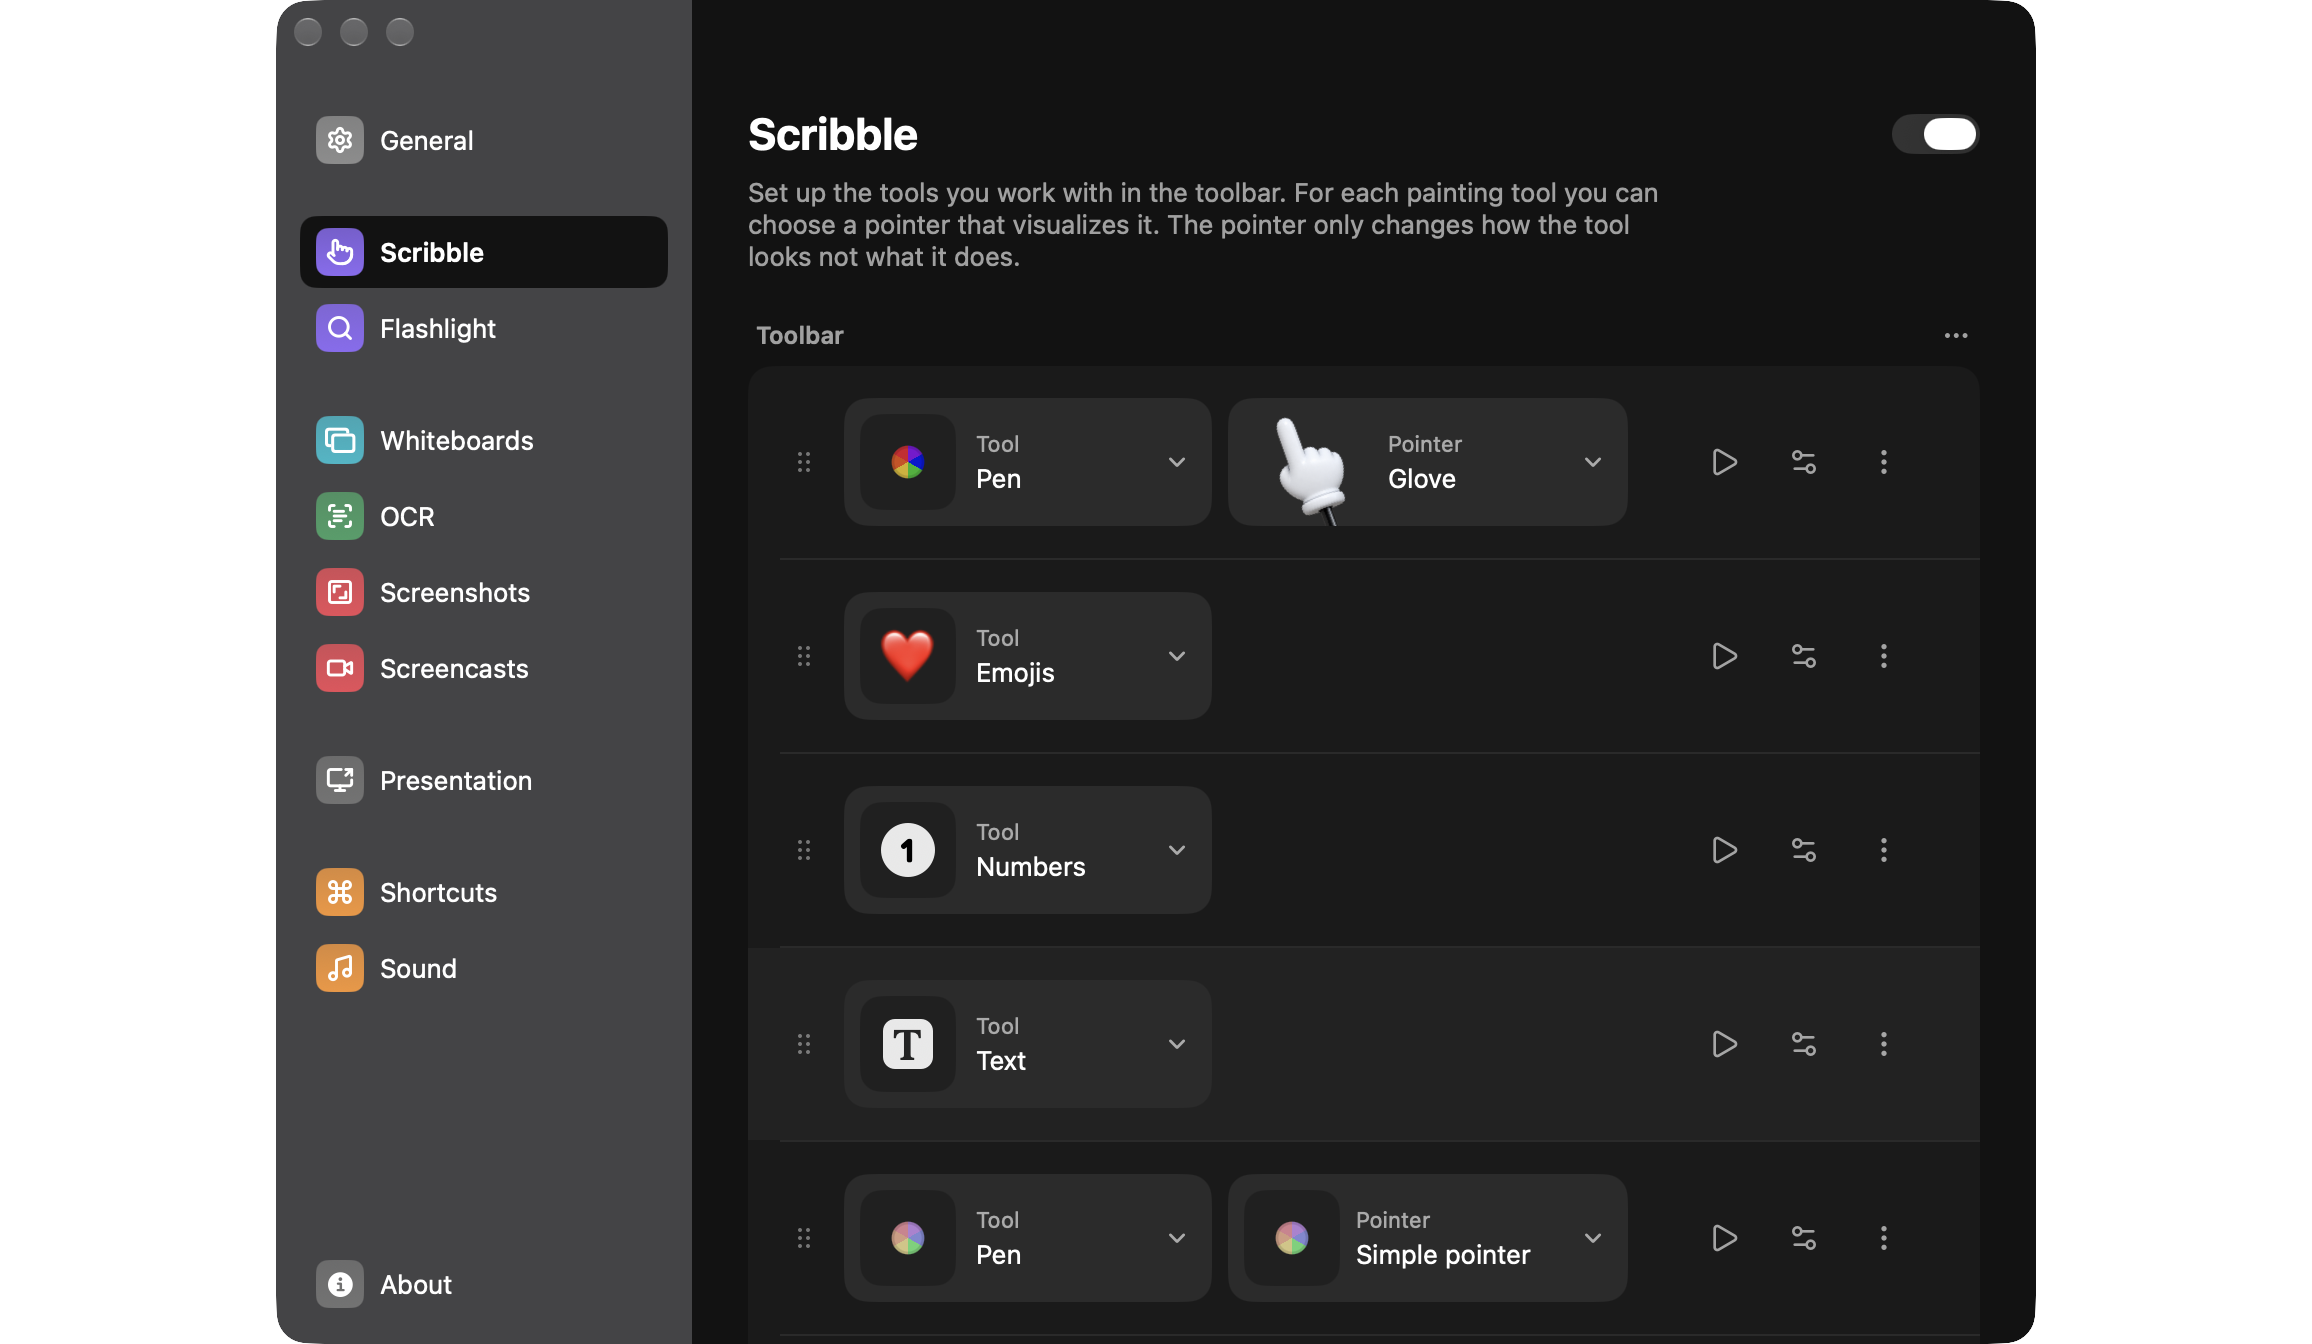 General
Scribble
Flashlight
Whiteboards
OCR
Screenshots
Screencasts
Presentation
Shortcuts
Sound
About
Scribble
Set up the tools you work with in the toolbar. For each painting tool you can
choose a pointer that visualizes it. The pointer only changes how the tool
looks not what it does.
Toolbar
Tool
Pen
Pointer
Glove
Tool
Emojis
1
Tool
Numbers
T
Tool
Text
Tool
Pen
Pointer
Simple pointer